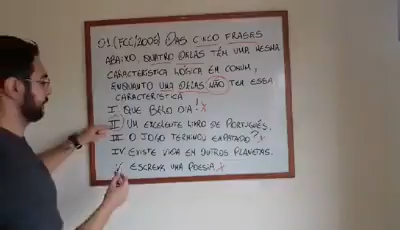 01 (FCC/2006) DAS CINCO FRASES
ABAIXO, QUATRO DELAS TÊM UMA MESMA
CARACTERÍSTICA LÓGICA EM COMUM,
ENQUANTO UMA DELAS NÃO TEM ESSA
CARACTERÍSTICA
I QUE BELO DIA! X
II UM EXCELENTE LIVRO DE PORTUGUÊS.
III O JOGO TERMINOU EMPATADO? X
IV EXISTE VIDA EM OUTROS PLANETAS.
V ESCREVA UMA POESIA X